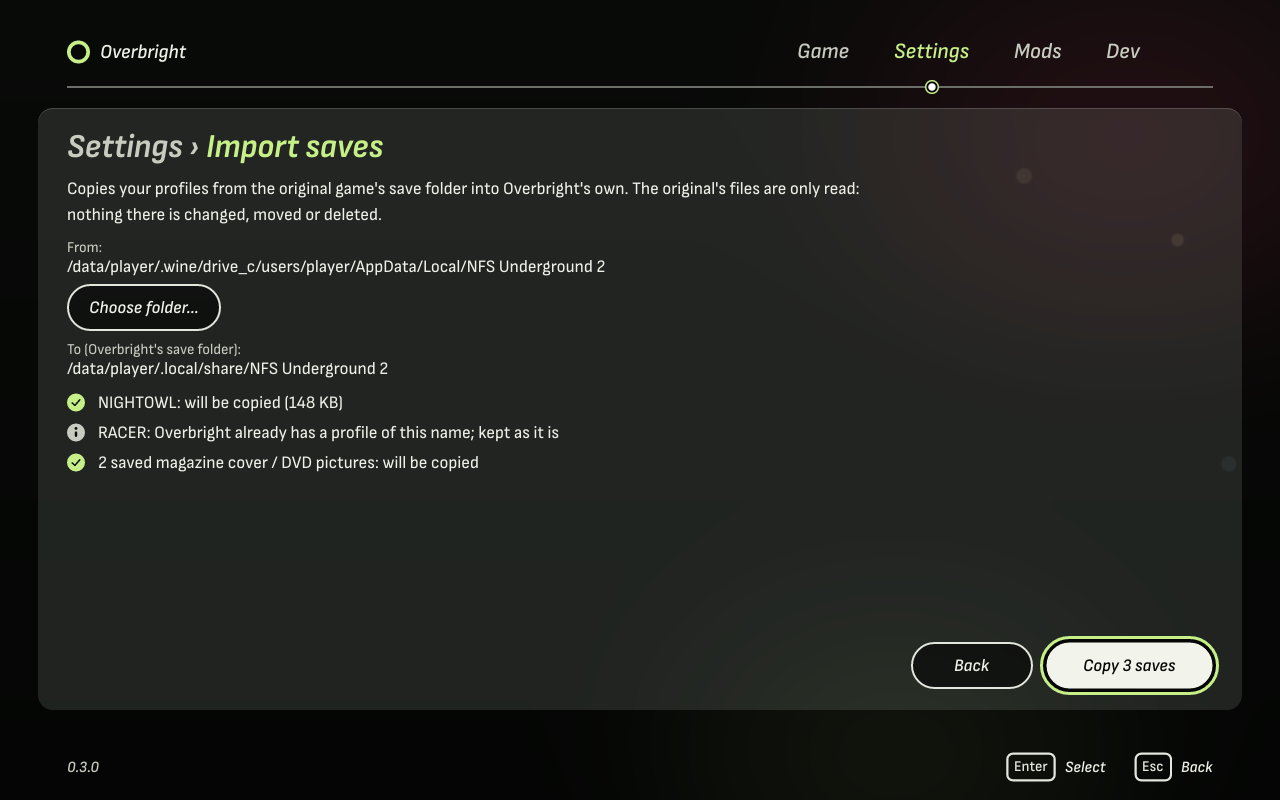 Overbright
Game Settings Mods Dev
Settings › Import saves
Copies your profiles from the original game's save folder into Overbright's own. The original's files are only read:
nothing there is changed, moved or deleted.
From:
/data/player/.wine/drive_c/users/player/AppData/Local/NFS Underground 2
Choose folder...
To (Overbright's save folder):
/data/player/.local/share/NFS Underground 2
NIGHTOWL: will be copied (148 KB)
RACER: Overbright already has a profile of this name; kept as it is
2 saved magazine cover / DVD pictures: will be copied
Back Copy 3 saves
0.3.0 Enter Select Esc Back